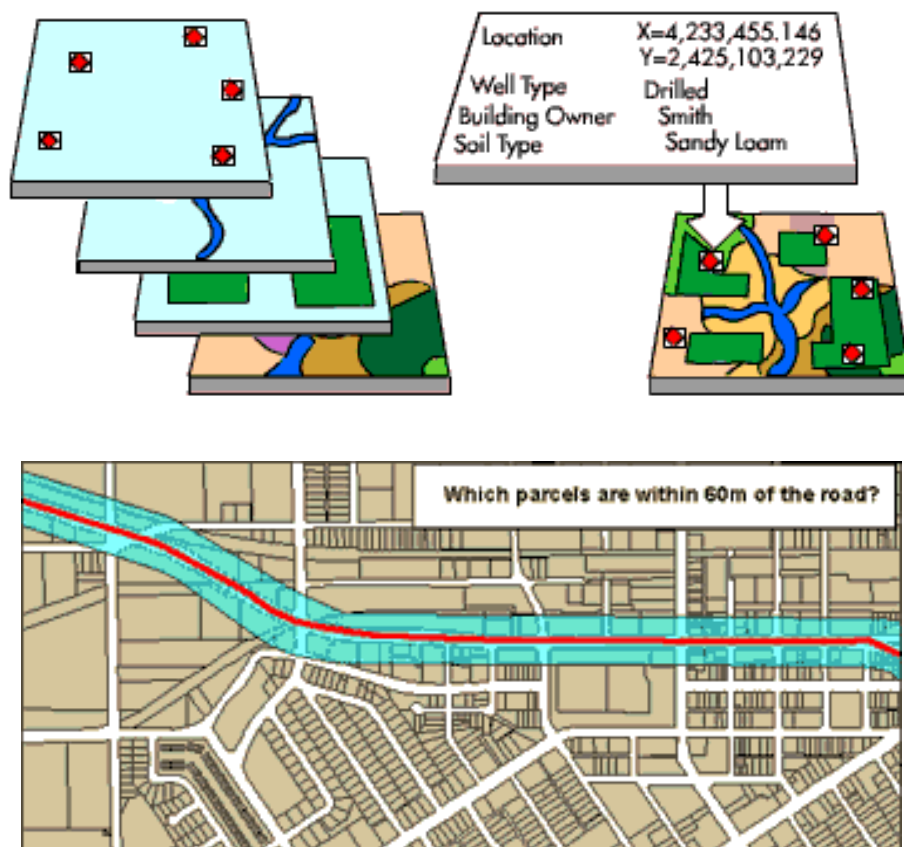 Location X=4,233,455.146
Y=2,425,103,229
Well Type Drilled
Building Owner Smith
Soil Type Sandy Loam
Which parcels are within 60m of the road?